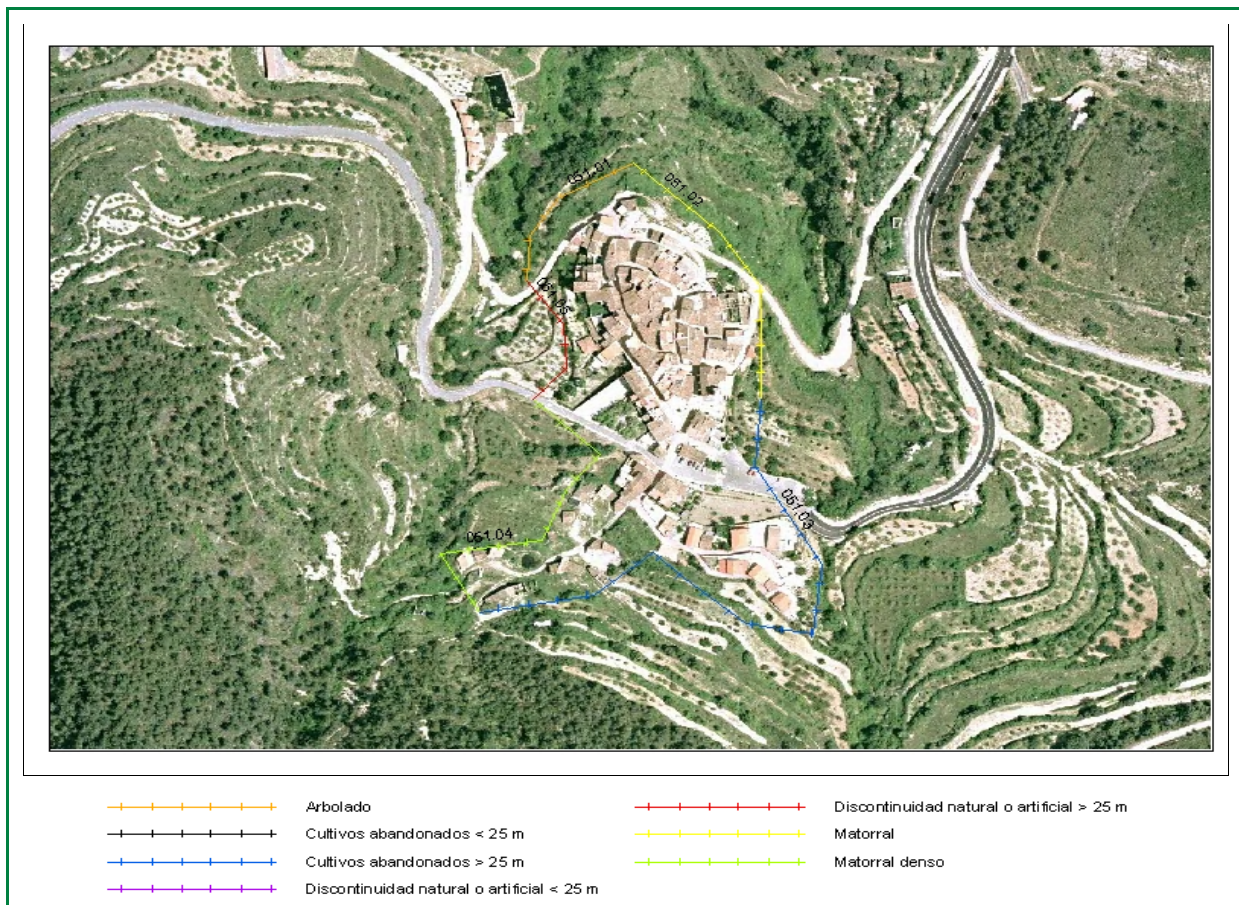 051.01
051.02
051.05
051.03
051.04
Arbolado
Cultivos abandonados < 25 m
Cultivos abandonados > 25 m
Discontinuidad natural o artificial < 25 m
Discontinuidad natural o artificial > 25 m
Matorral
Matorral denso